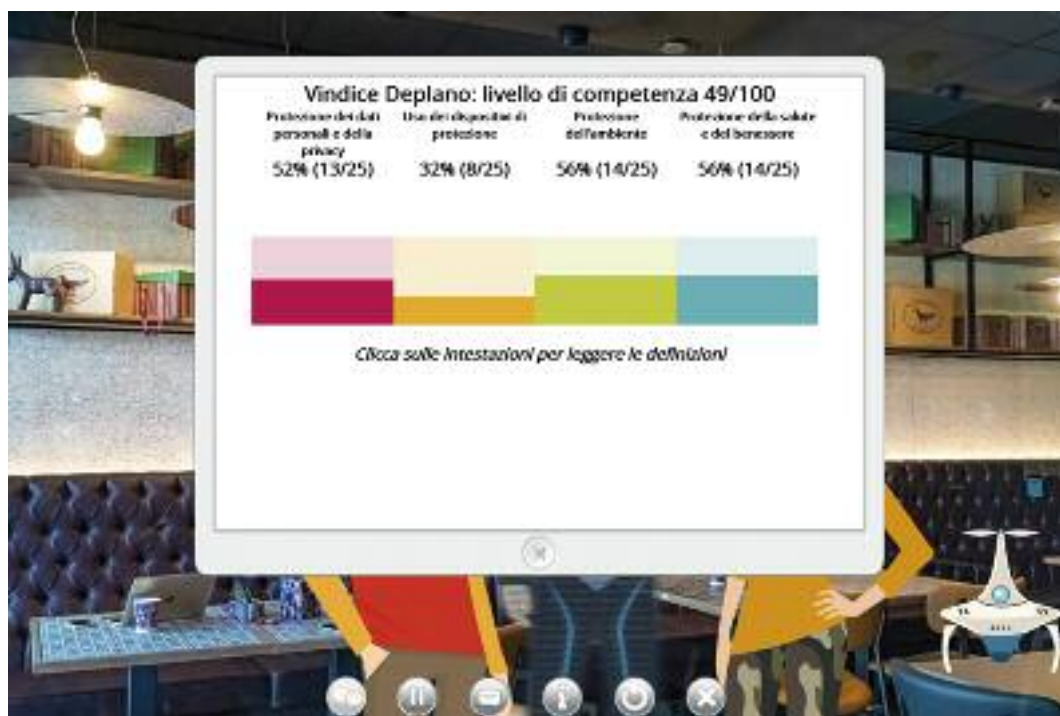 Vindice Deplano: livello di competenza 49/100
Protezione dei dati
personali e della
privacy
52% (13/25)
Uso dei dispositivi di
protezione
32% (8/25)
Protezione
dell'ambiente
56% (14/25)
Protezione della salute
e del benessere
56% (14/25)
Clicca sulle intestazioni per leggere le definizioni